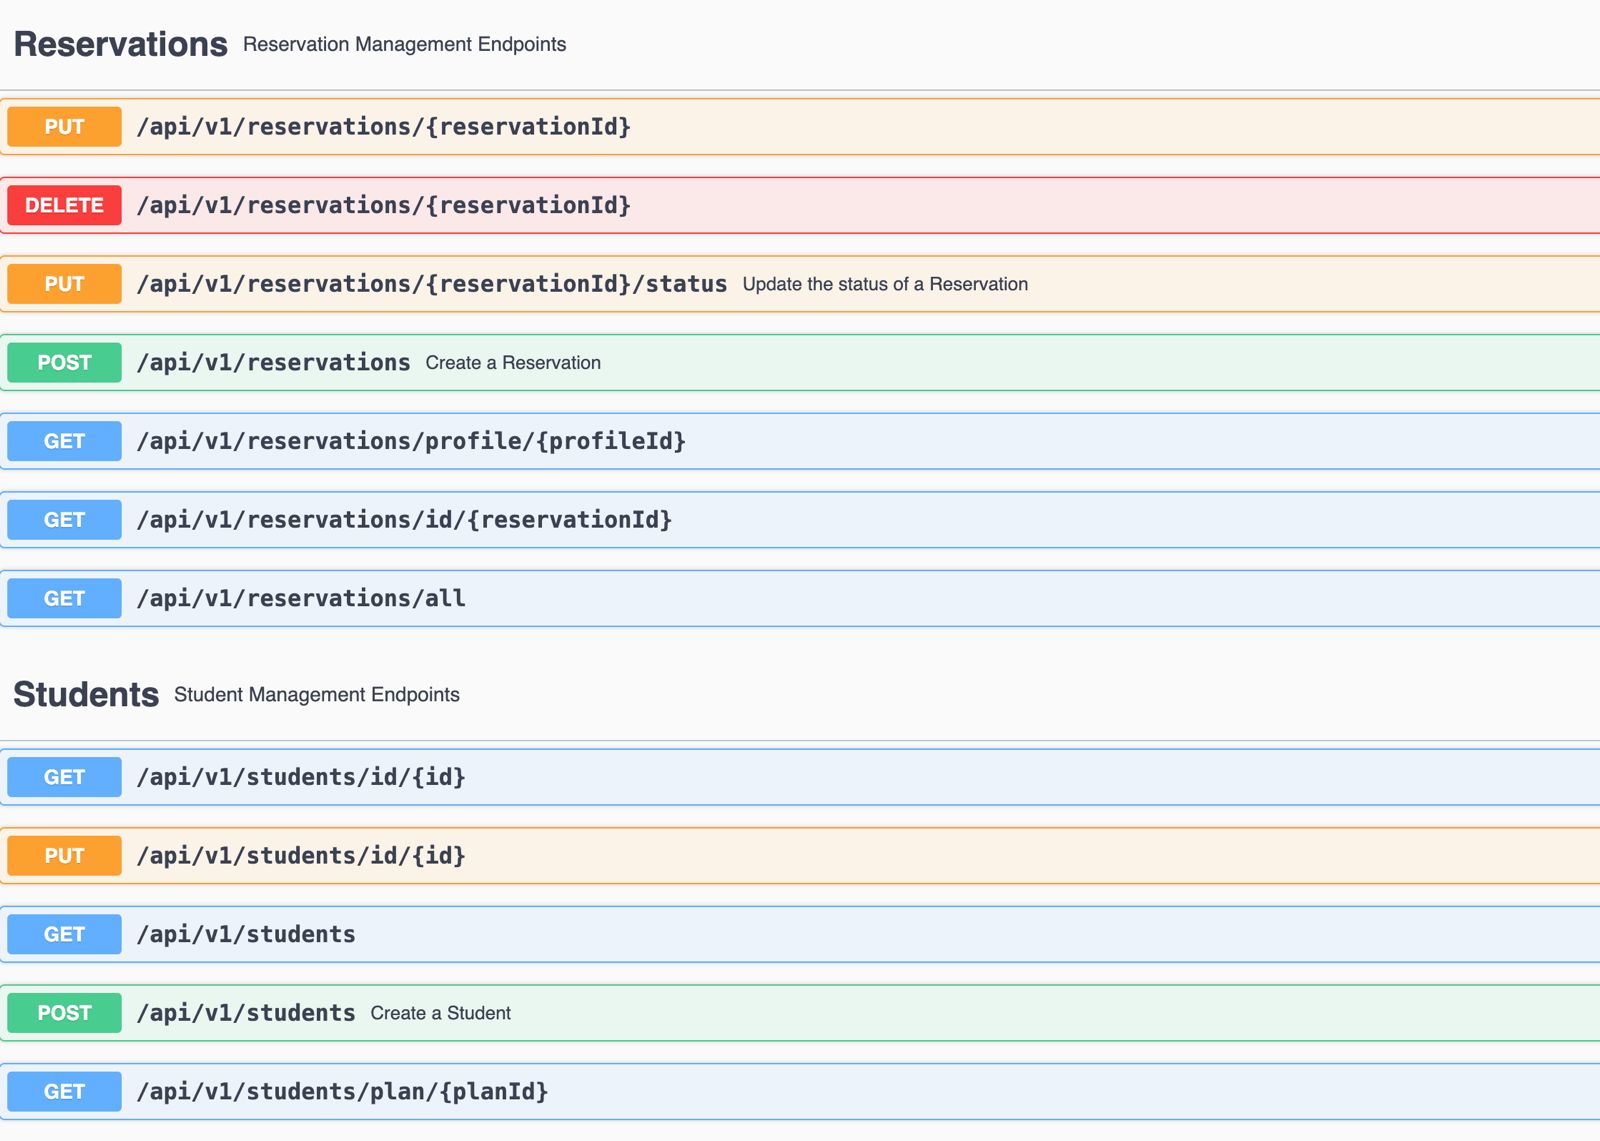 Reservations Reservation Management Endpoints
PUT /api/v1/reservations/{reservationId}
DELETE /api/v1/reservations/{reservationId}
PUT /api/v1/reservations/{reservationId}/status Update the status of a Reservation
POST /api/v1/reservations Create a Reservation
GET /api/v1/reservations/profile/{profileId}
GET /api/v1/reservations/id/{reservationId}
GET /api/v1/reservations/all
Students Student Management Endpoints
GET /api/v1/students/id/{id}
PUT /api/v1/students/id/{id}
GET /api/v1/students
POST /api/v1/students Create a Student
GET /api/v1/students/plan/{planId}